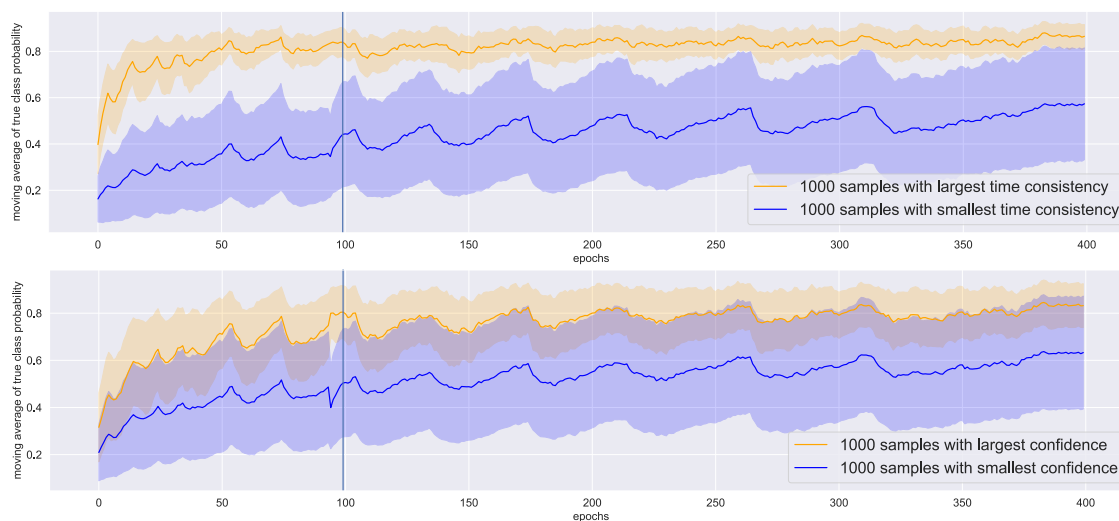 moving average of true class probability
0.8
0.6
0.4
0.2
1000 samples with largest time consistency
1000 samples with smallest time consistency
0 50 100 150 200 250 300 350 400
epochs
moving average of true class probability
0.8
0.6
0.4
0.2
1000 samples with largest confidence
1000 samples with smallest confidence
0 50 100 150 200 250 300 350 400
epochs